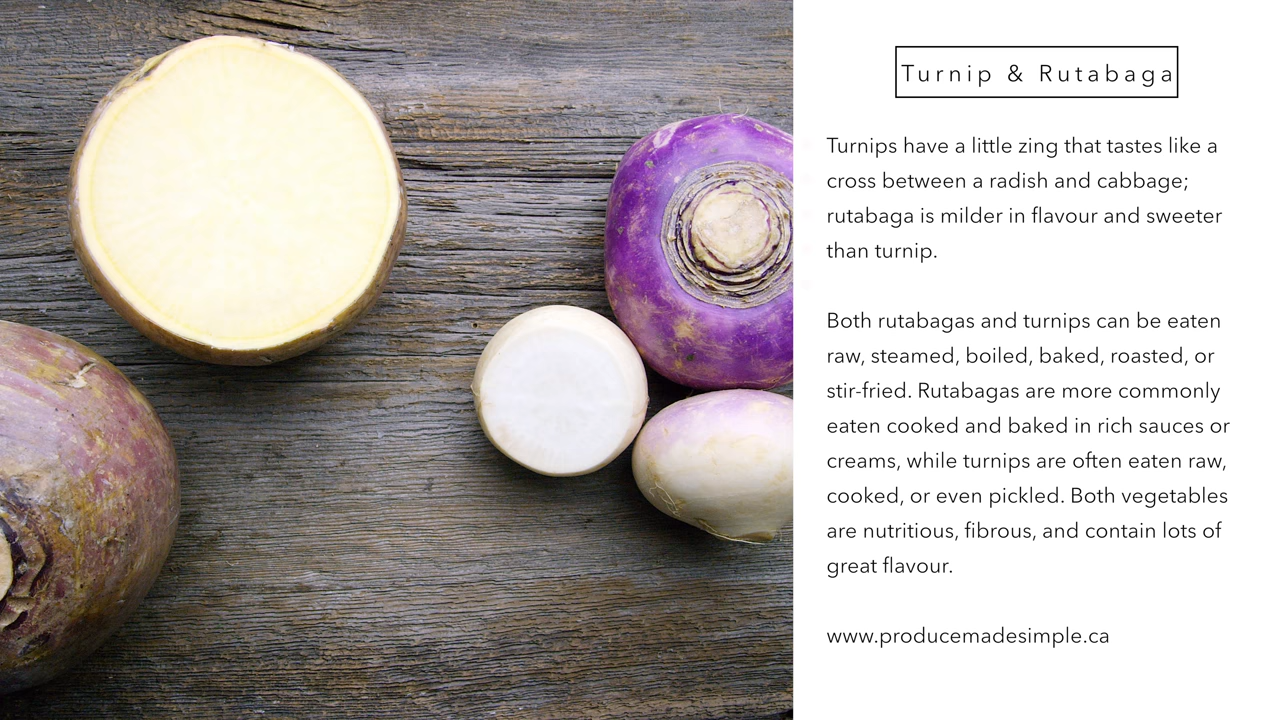 Turnip & Rutabaga
Turnips have a little zing that tastes like a
cross between a radish and cabbage;
rutabaga is milder in flavour and sweeter
than turnip.
Both rutabagas and turnips can be eaten
raw, steamed, boiled, baked, roasted, or
stir-fried. Rutabagas are more commonly
eaten cooked and baked in rich sauces or
creams, while turnips are often eaten raw,
cooked, or even pickled. Both vegetables
are nutritious, fibrous, and contain lots of
great flavour.
www.producemadesimple.ca